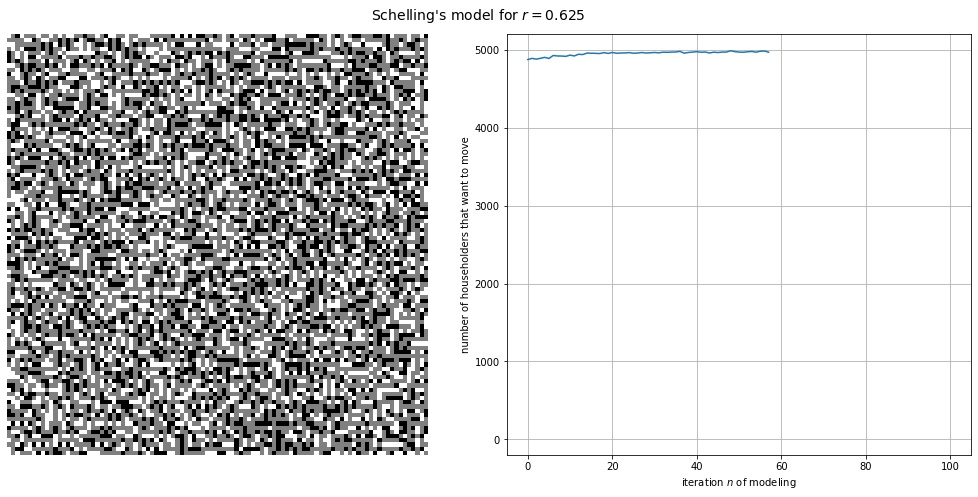 Schelling's model for r = 0.625
number of householders that want to move
5000
4000
3000
2000
1000
0
0 20 40 60 80 100
iteration n of modeling